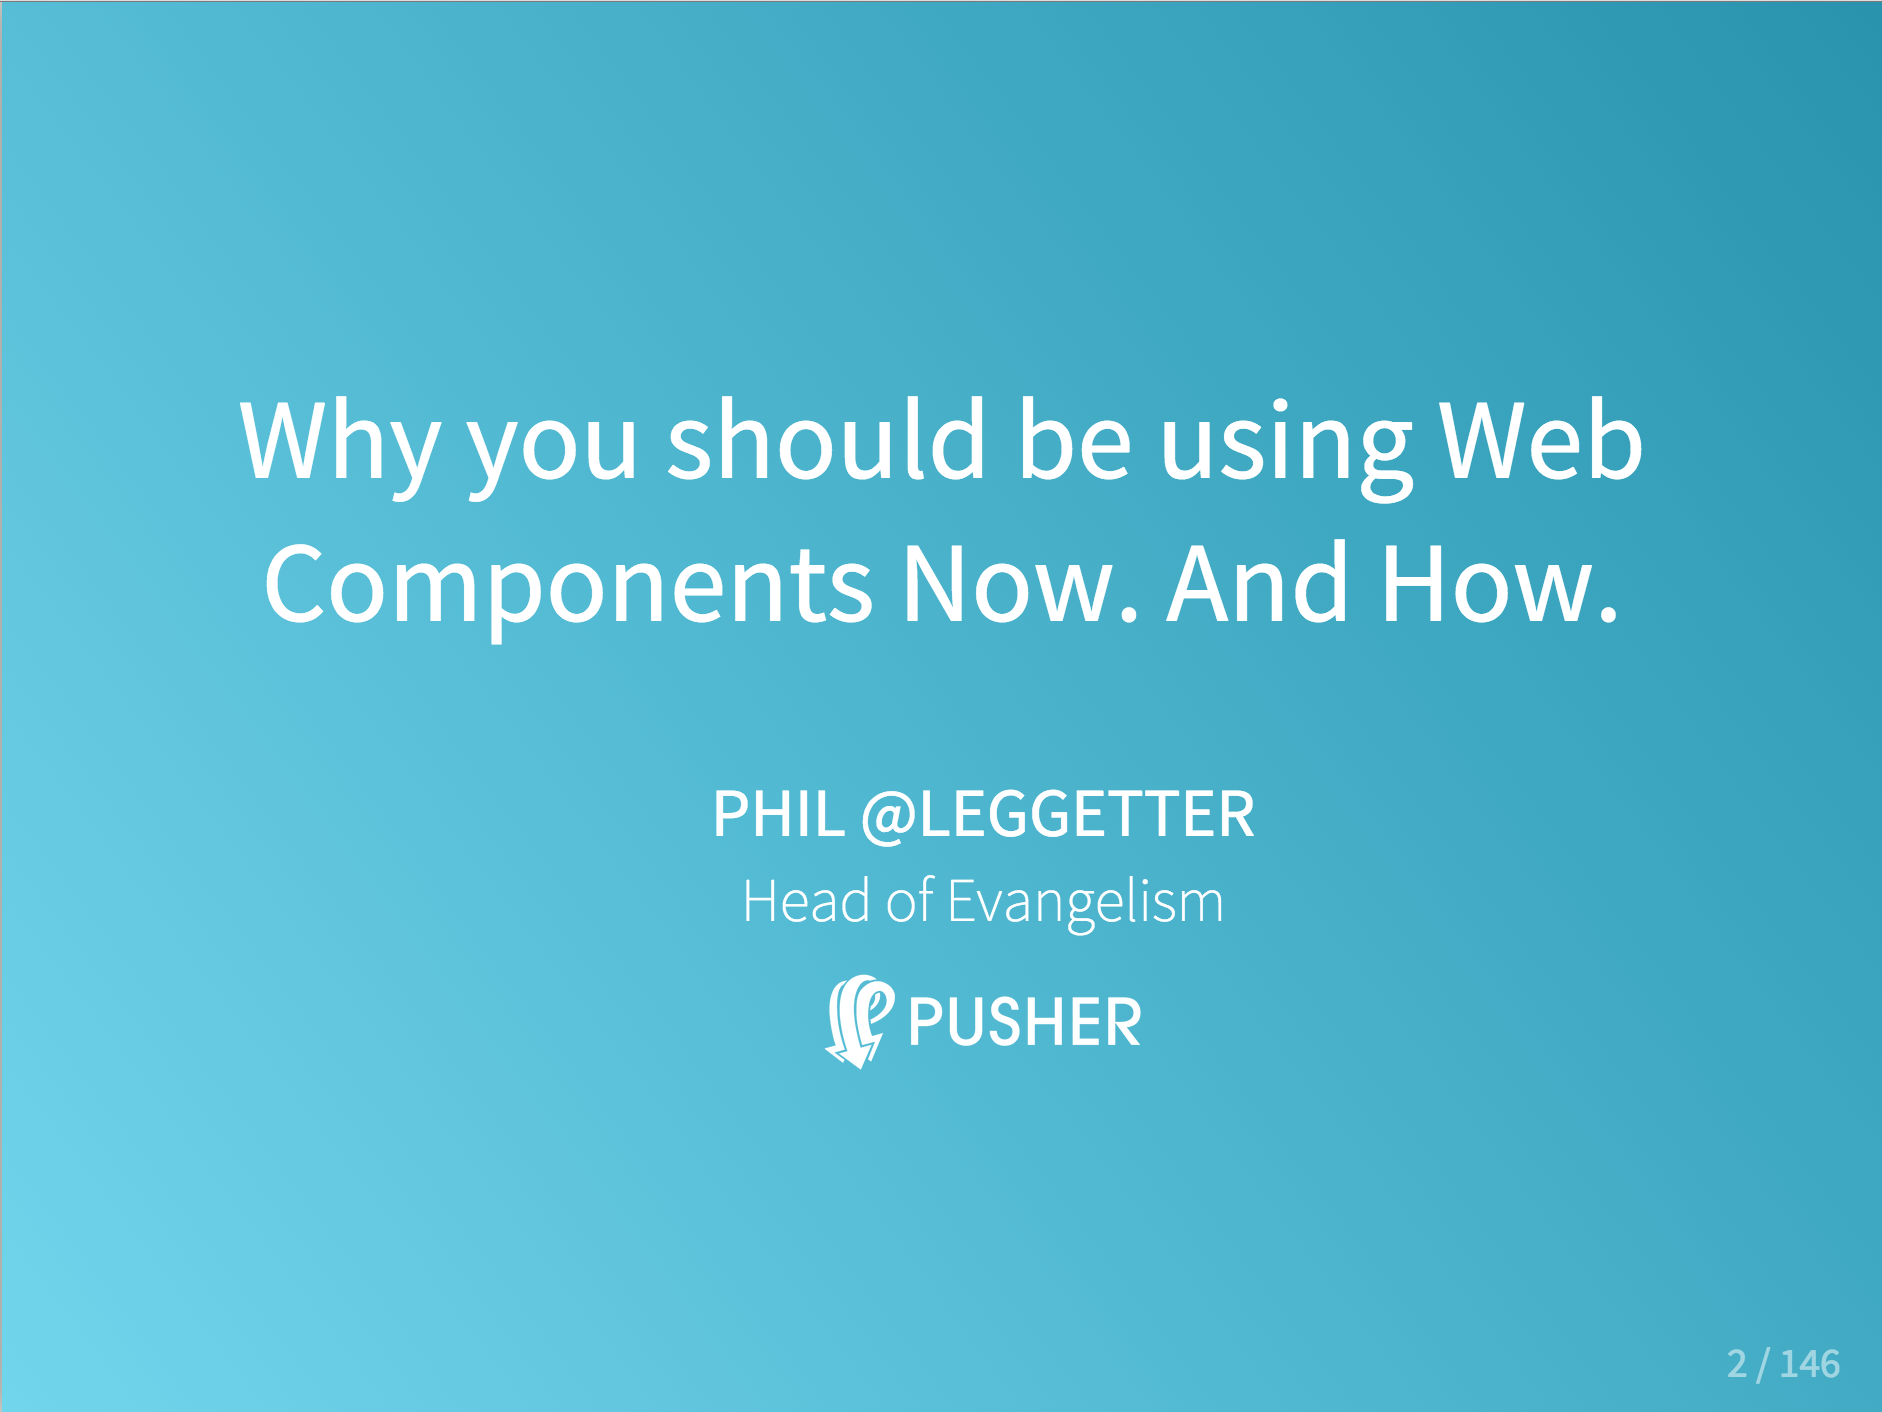 Why you should be using Web
Components Now. And How.
PHIL @LEGGETTER
Head of Evangelism
PUSHER
2 / 146